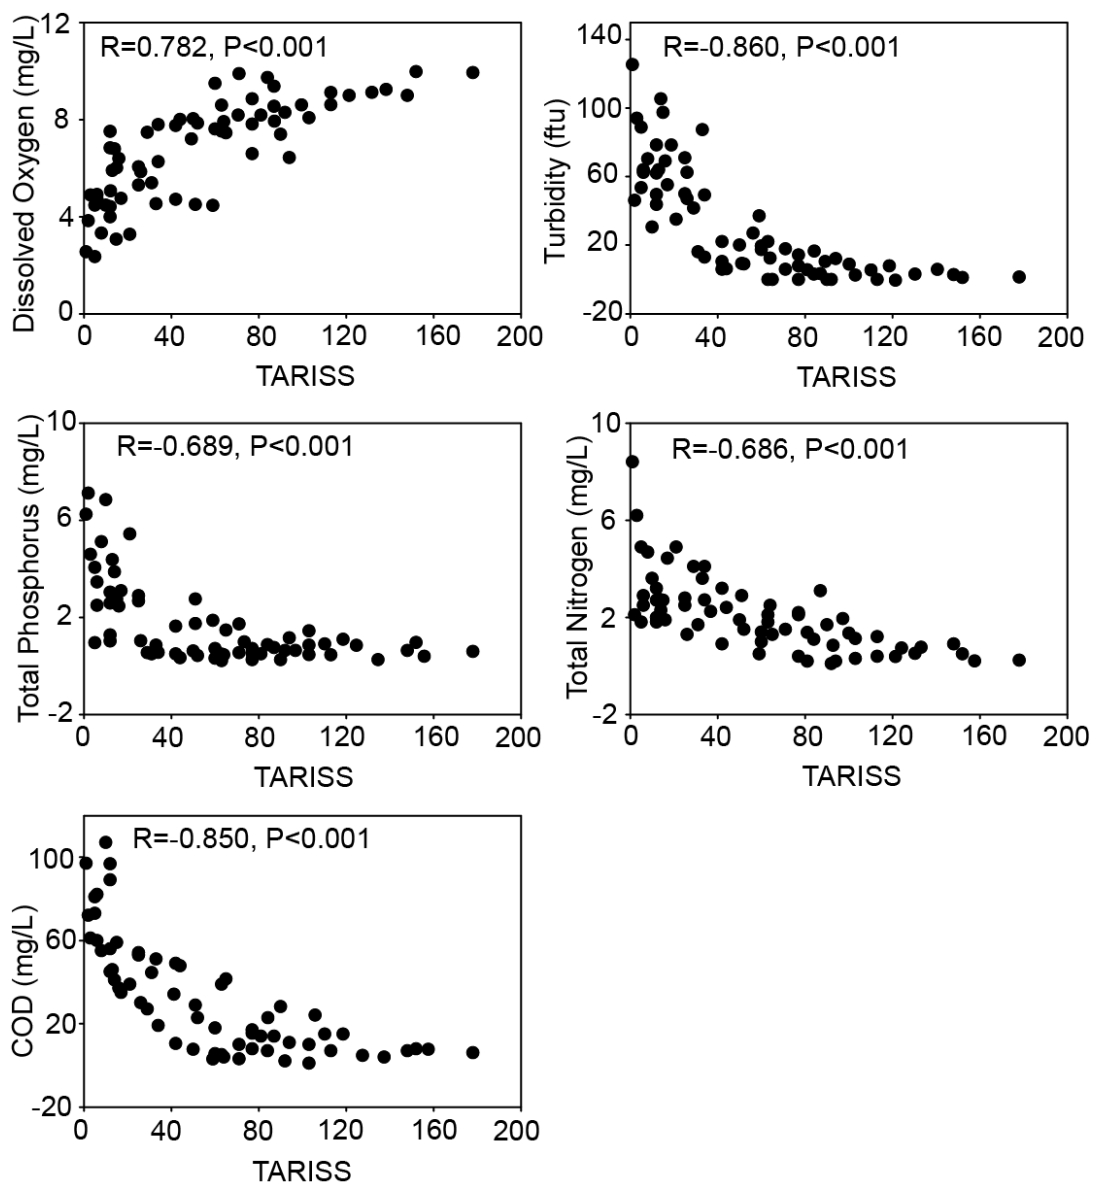 R=0.782, P<0.001
Dissolved Oxygen (mg/L)
12
8
4
0
0 40 80 120 160 200
TARISS
R=-0.860, P<0.001
Turbidity (ftu)
140
100
60
20
-20
0 40 80 120 160 200
TARISS
R=-0.689, P<0.001
Total Phosphorus (mg/L)
10
6
2
-2
0 40 80 120 160 200
TARISS
R=-0.686, P<0.001
Total Nitrogen (mg/L)
10
6
2
-2
0 40 80 120 160 200
TARISS
R=-0.850, P<0.001
COD (mg/L)
100
60
20
-20
0 40 80 120 160 200
TARISS